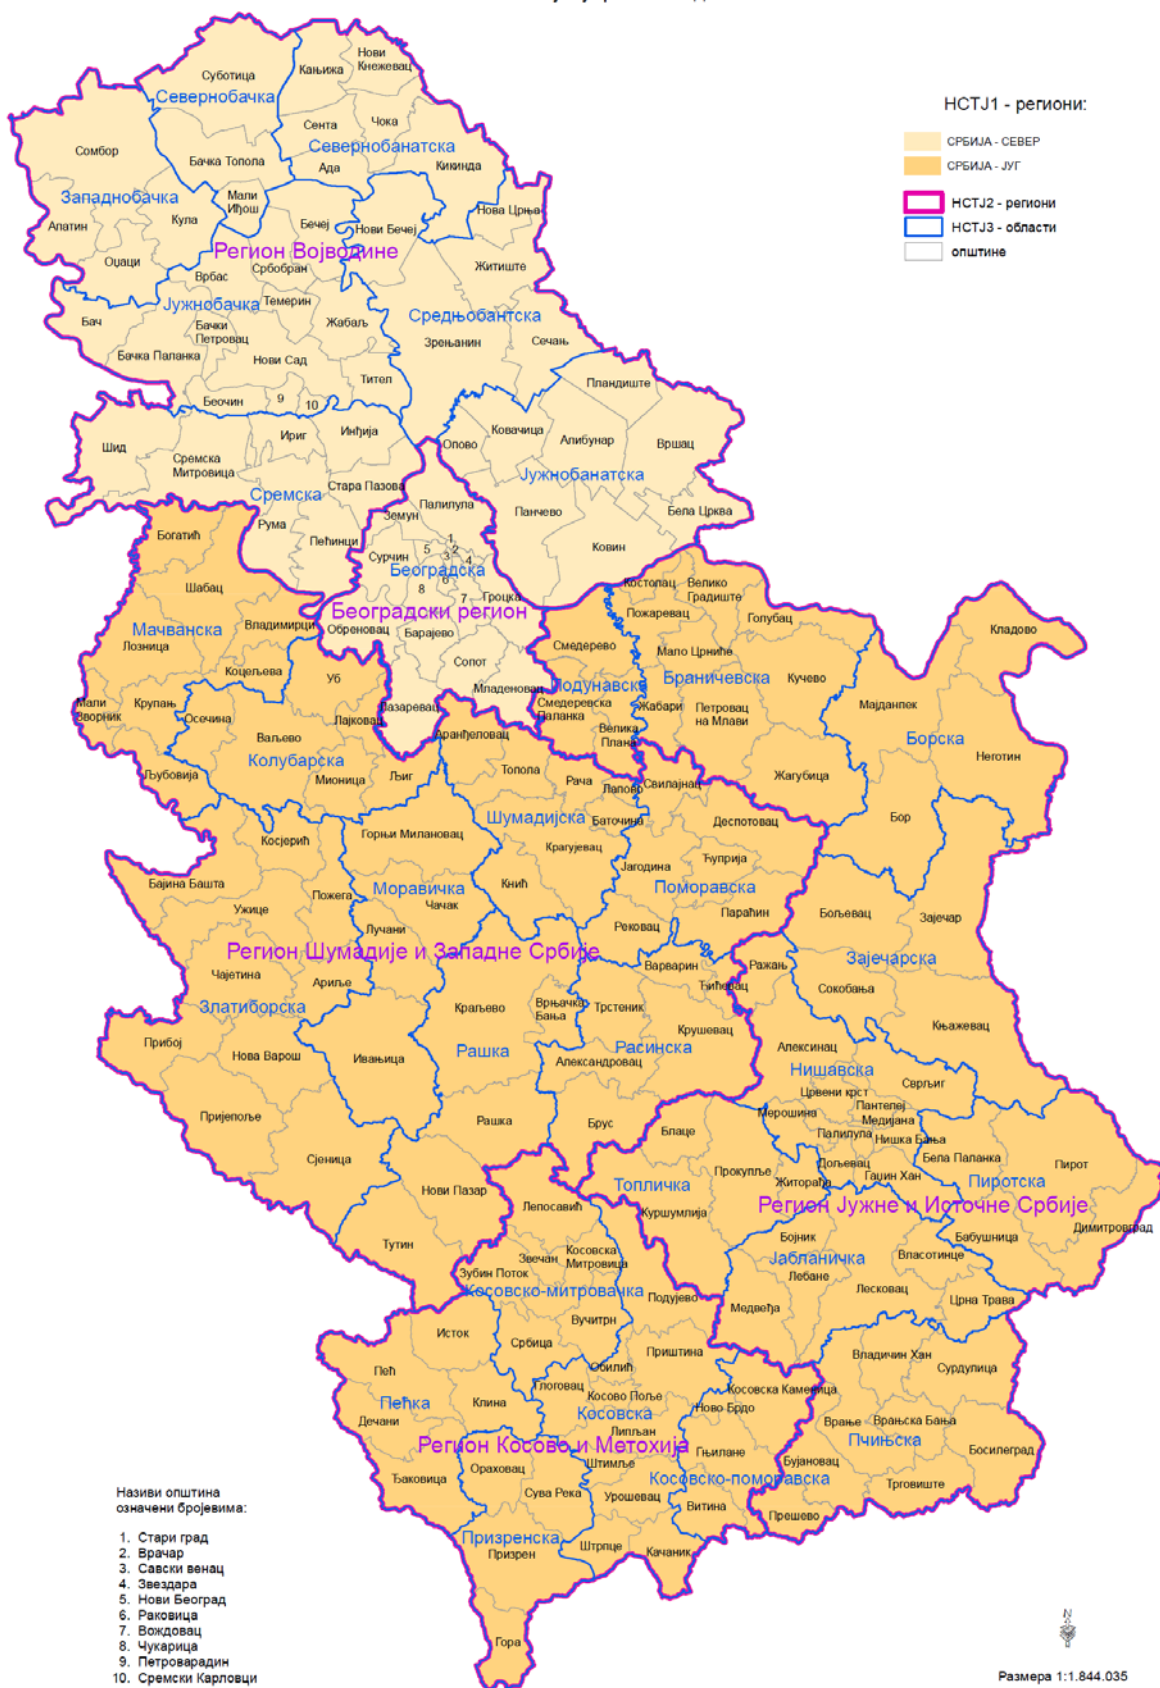 НСТЈ1 - региони:
СРБИЈА - СЕВЕР
СРБИЈА - ЈУГ
НСТЈ2 - региони
НСТЈ3 - области
општине
Суботица
Севернобачка
Кањижа
Нови
Кнежевац
Сента
Чока
Севернобанатска
Ада
Кикинда
Сомбор
Бачка Топола
Западнобачка
Мали
Иђош
Апатин
Кула
Бечеј
Нови Бечеј
Нова Црња
Регион Војводине
Оџаци
Врбас
Србобран
Житиште
Јужнобачка
Темерин
Средњобантска
Бач
Бачки
Петровац
Жабаљ
Зрењанин
Сечањ
Бачка Паланка
Нови Сад
Тител
Пландиште
Беочин
9
10
Шид
Сремска
Митровица
Ириг
Инђија
Опово
Ковачица
Алибунар
Вршац
Јужнобанатска
Сремска
Стара Пазова
Панчево
Бела Црква
Рума
Пећинци
Ковин
Палилула
Земун
Сурчин
1
5
2
3
4
Београдска
6
8
7
Гроцка
Београдски регион
Обреновац
Барајево
Сопот
Младеновац
Лазаревац
Богатић
Шабац
Мачванска
Владимирци
Лозница
Коцељева
Мали
Зворник
Крупањ
Осечина
Уб
Лајковац
Ваљево
Колубарска
Љубовија
Мионица
Љиг
Костолац
Велико
Градиште
Пожаревац
Голубац
Смедерево
Мало Црниће
Подунавска
Браничевска
Кучево
Смедеревска
Паланка
Жабари
Петровац
на Млави
Велика
Плана
Жагубица
Кладово
Мајданпек
Борска
Неготин
Бор
Аранђеловац
Топола
Рача
Лапово
Свилајнац
Шумадијска
Баточина
Деспотовац
Косјерић
Горњи Милановац
Крагујевац
Јагодина
Ћуприја
Бајина Башта
Моравичка
Кнић
Поморавска
Пожега
Чачак
Ужице
Параћин
Лучани
Рековац
Бољевац
Зајечар
Регион Шумадије и Западне Србије
Зајечарска
Чајетина
Ариље
Варварин
Ражањ
Златиборска
Ћићевац
Сокобања
Краљево
Врњачка
Бања
Трстеник
Крушевац
Књажевац
Прибој
Нова Варош
Ивањица
Рашка
Расинска
Алексинац
Александровац
Нишавска
Сврљиг
Црвени крст
Пантелеј
Медијана
Мерошина
Пријепоље
Рашка
Брус
Блаце
Палилула
Нишка Бања
Сјеница
Прокупље
Дољевац
Гаџин Хан
Бела Паланка
Пирот
Нови Пазар
Топличка
Житорађа
Пиротска
Лепосавић
Куршумлија
Регион Јужне и Источне Србије
Димитровград
Тутин
Звечан
Косовска
Митровица
Бојник
Јабланичка
Власотинце
Бабушница
Зубин Поток
Лебане
Лесковац
Косовско-митровачка
Подујево
Медвеђа
Црна Трава
Исток
Србица
Вучитрн
Владичин Хан
Сурдулица
Пећ
Обилић
Приштина
Глоговац
Косово Поље
Косовска Каменица
Пећка
Клина
Косовска
Ново Брдо
Дечани
Врање
Врањска Бања
Липљан
Пчињска
Регион Косово и Метохија
Босилеград
Гњилане
Бујановац
Ђаковица
Ораховац
Штимље
Косовско-поморавска
Трговиште
Сува Река
Урошевац
Витина
Прешево
Призренска
Призрен
Штрпце
Качаник
Гора
Називи општина
означени бројевима:
1. Стари град
2. Врачар
3. Савски венац
4. Звездара
5. Нови Београд
6. Раковица
7. Вождовац
8. Чукарица
9. Петроварадин
10. Сремски Карловци
N
Размера 1:1.844.035